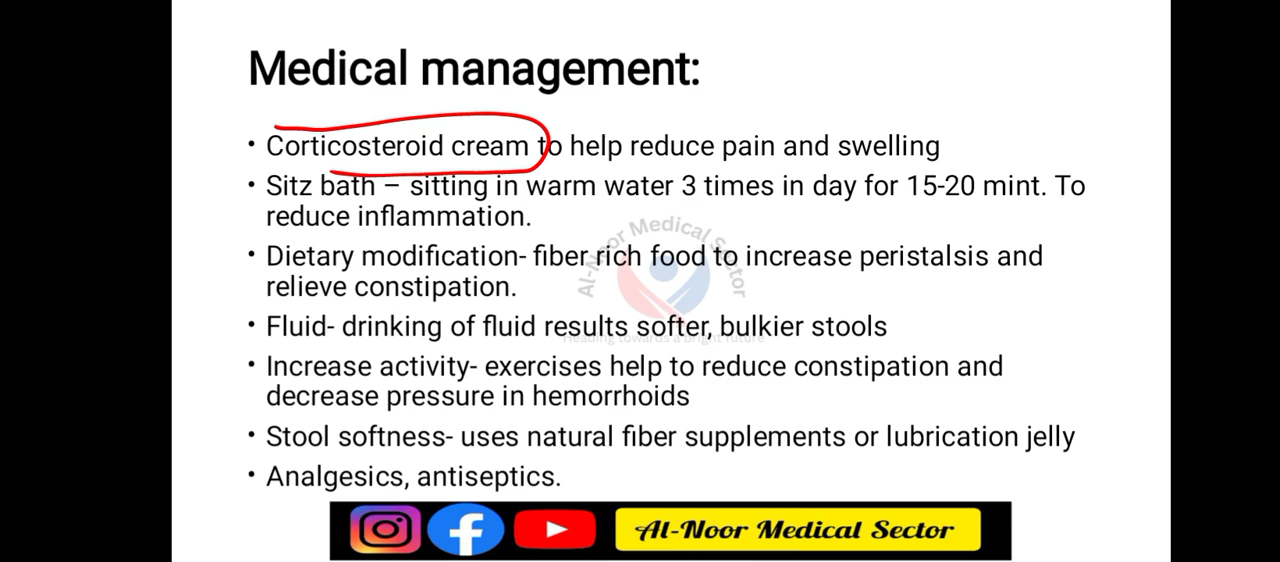 Medical management:
• Corticosteroid cream to help reduce pain and swelling
• Sitz bath – sitting in warm water 3 times in day for 15-20 mint. To
reduce inflammation.
• Dietary modification- fiber rich food to increase peristalsis and
relieve constipation.
• Fluid- drinking of fluid results softer, bulkier stools
• Increase activity- exercises help to reduce constipation and
decrease pressure in hemorrhoids
• Stool softness- uses natural fiber supplements or lubrication jelly
• Analgesics, antiseptics.
Al-Noor Medical Sector
Heading towards a bright future
Al-Noor Medical Sector